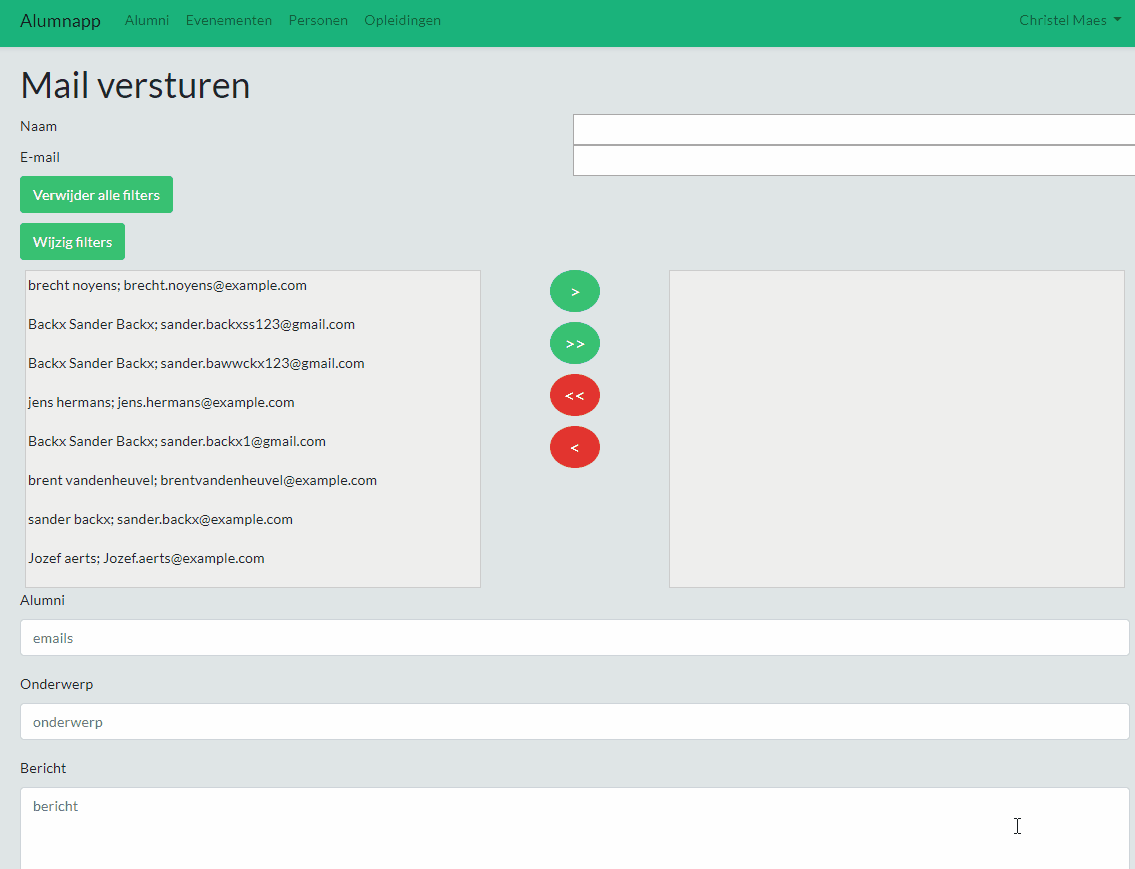 Alumnapp Alumni Evenementen Personen Opleidingen Christel Maes
Mail versturen
Naam
E-mail
Verwijder alle filters
Wijzig filters
brecht noyens; brecht.noyens@example.com
Backx Sander Backx; sander.backxss123@gmail.com
Backx Sander Backx; sander.bawwckx123@gmail.com
jens hermans; jens.hermans@example.com
Backx Sander Backx; sander.backx1@gmail.com
brent vandenheuvel; brentvandenheuvel@example.com
sander backx; sander.backx@example.com
Jozef aerts; Jozef.aerts@example.com
>
>>
<<
<
Alumni
emails
Onderwerp
onderwerp
Bericht
bericht